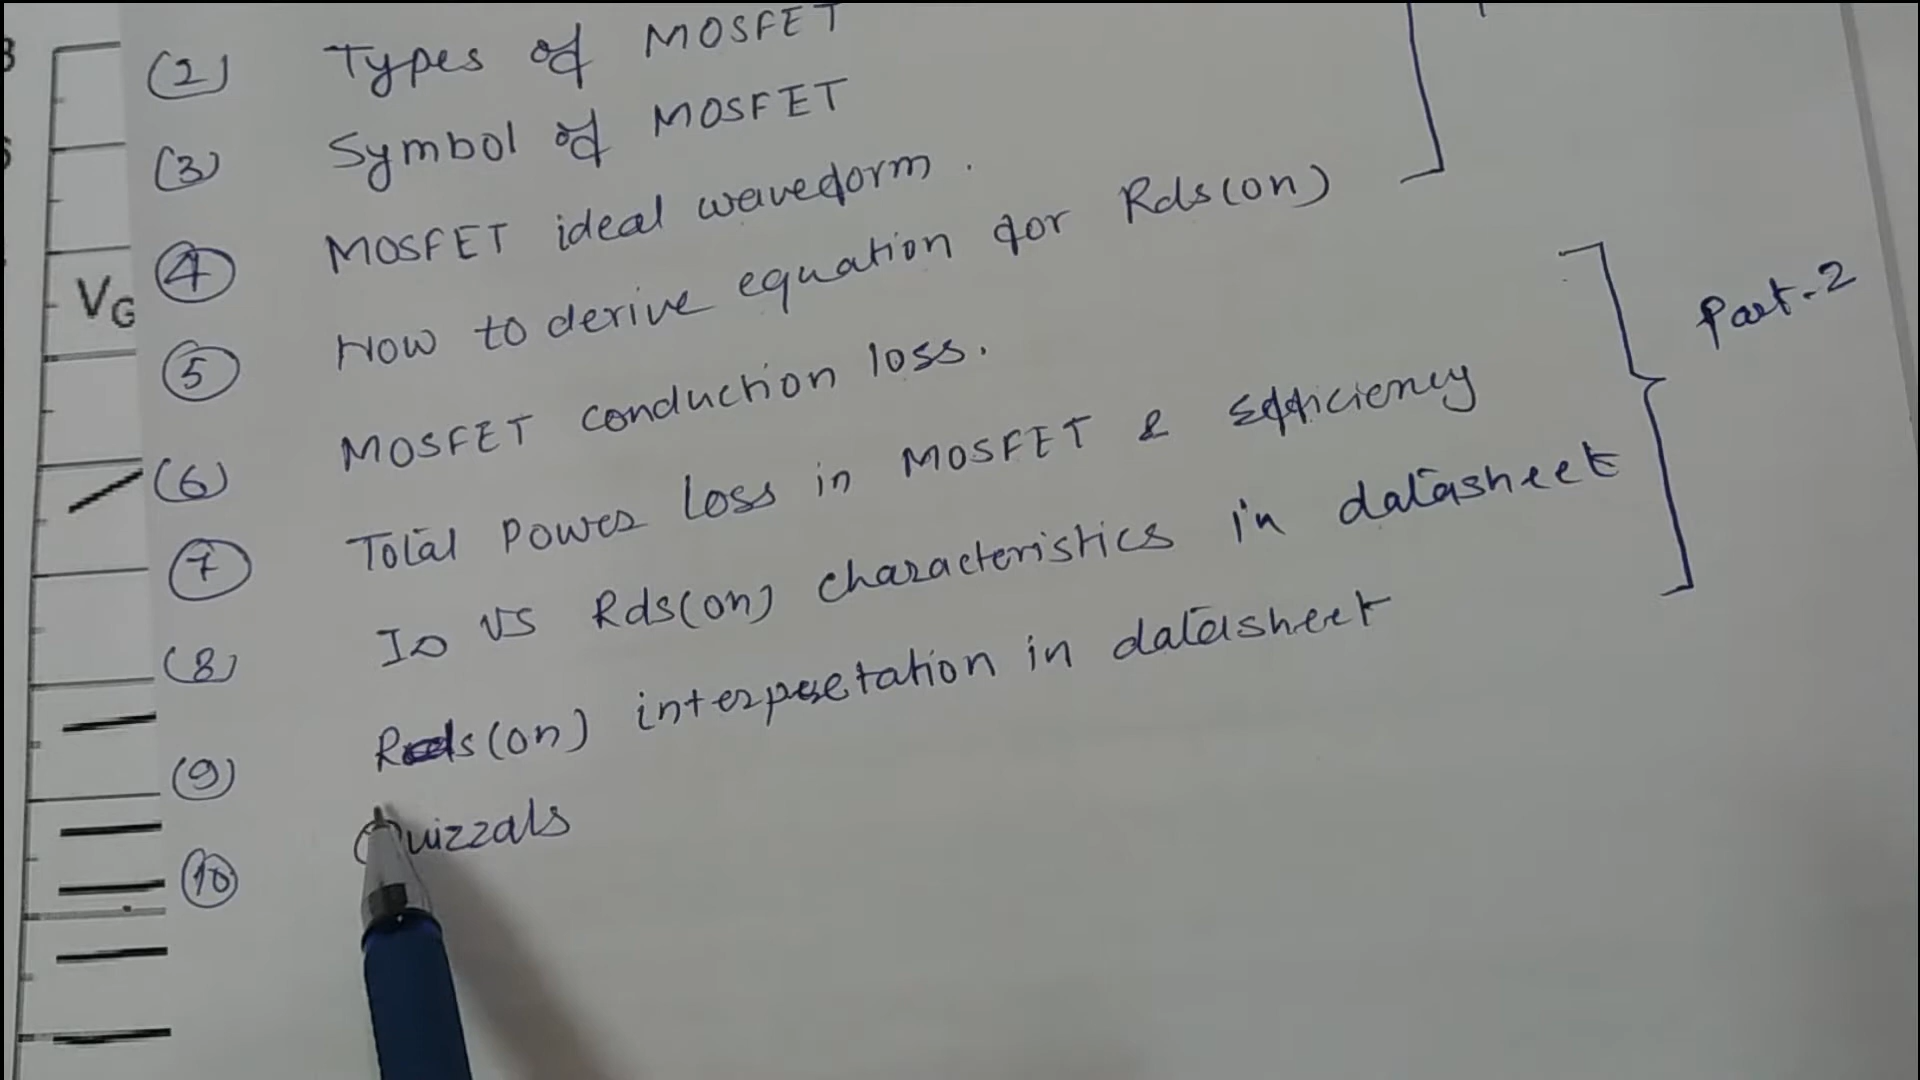 (2) Types of MOSFET
(3) Symbol of MOSFET
(4) MOSFET ideal waveform.
(5) How to derive equation for Rds(on)
(6) MOSFET conduction loss.
(7) Total Power Loss in MOSFET & Efficiency
(8) ID VS Rds(on) characteristics in datasheet
(9) Rds(on) interpretation in datasheet
(10) Quizzals
Part-2
VG